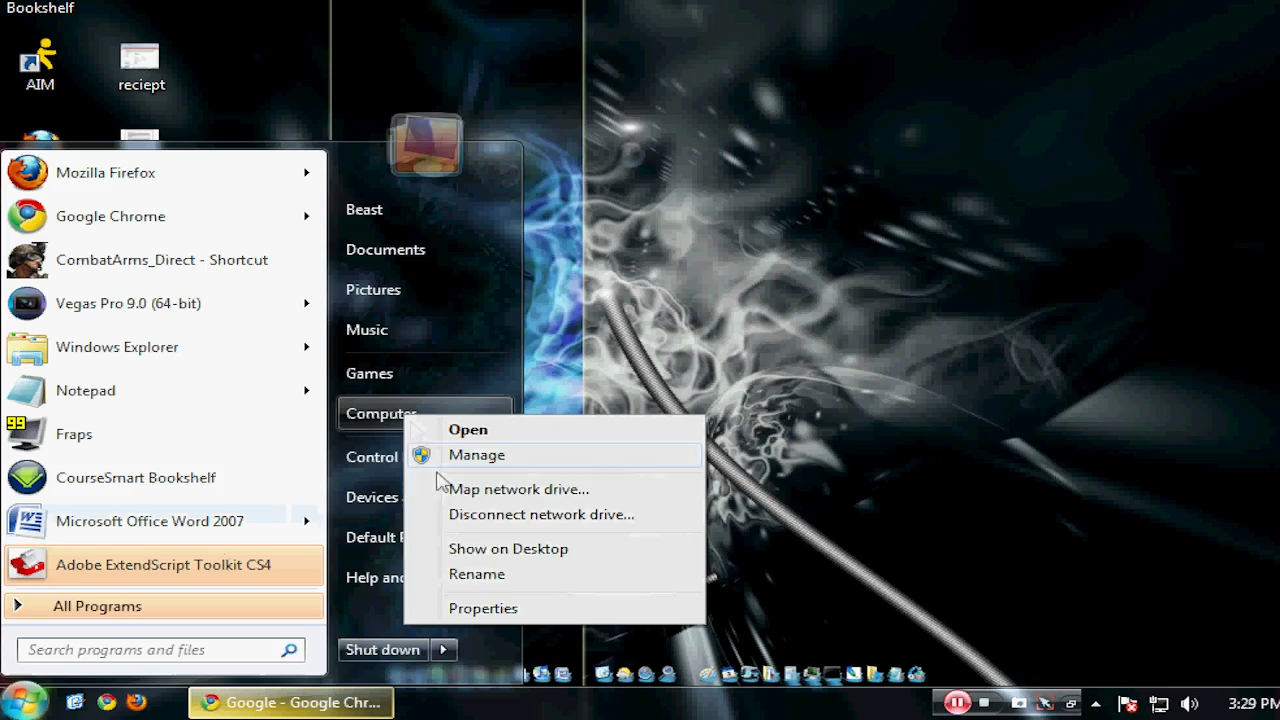 Bookshelf
AIM
reciept
Mozilla Firefox
Google Chrome
CombatArms_Direct - Shortcut
Vegas Pro 9.0 (64-bit)
Windows Explorer
Notepad
99
Fraps
CourseSmart Bookshelf
Microsoft Office Word 2007
Adobe ExtendScript Toolkit CS4
All Programs
Search programs and files
Beast
Documents
Pictures
Music
Games
Computer
Control
Devices
Default
Help and
Shut down
Open
Manage
Map network drive...
Disconnect network drive...
Show on Desktop
Rename
Properties
Google - Google Chr...
3:29 PM